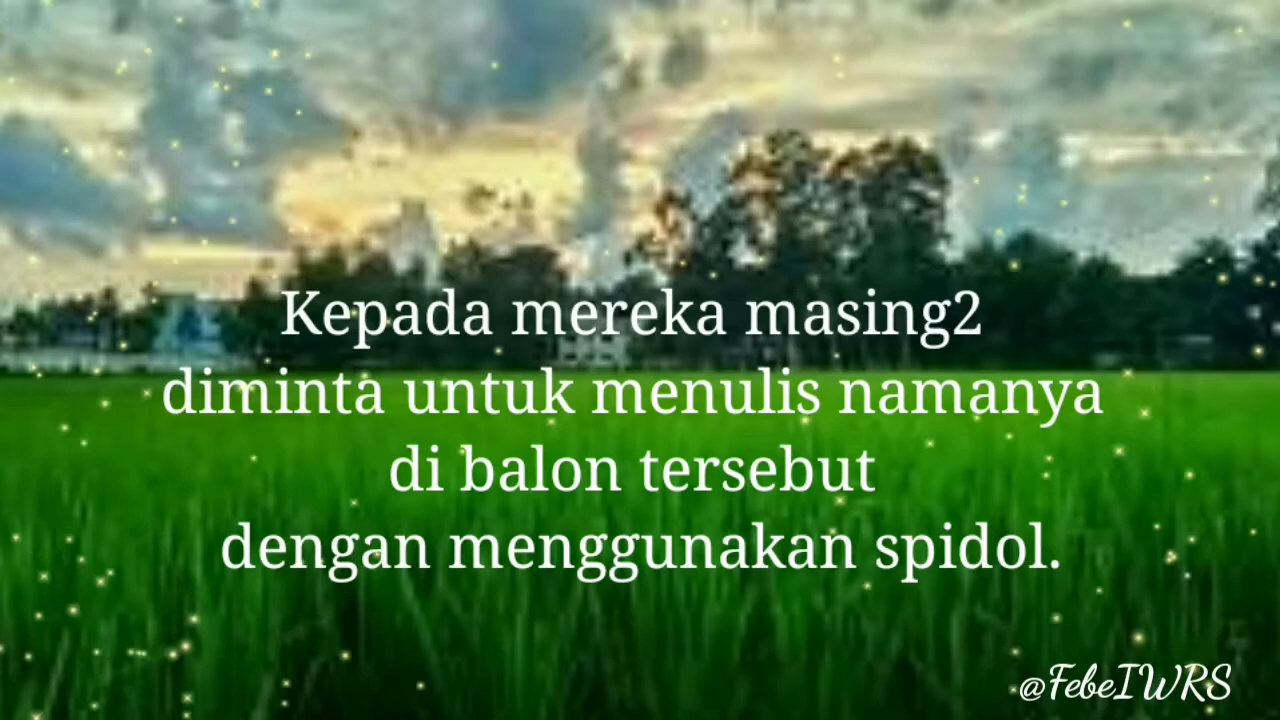 Kepada mereka masing2
diminta untuk menulis namanya
di balon tersebut
dengan menggunakan spidol.
@FebeIWRS